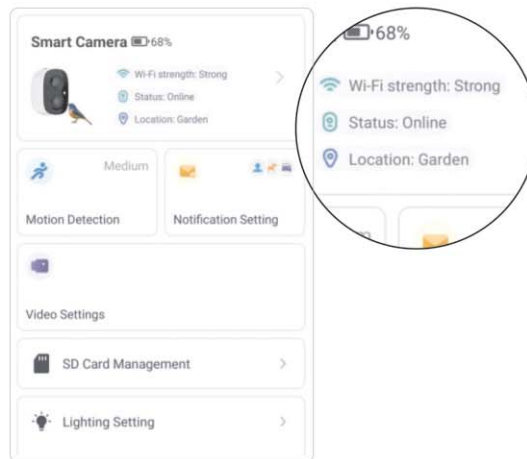 Smart Camera 68%
Wi-Fi strength: Strong
Status: Online
Location: Garden
Medium
Motion Detection
Notification Setting
Video Settings
SD Card Management
Lighting Setting
68%
Wi-Fi strength: Strong
Status: Online
Location: Garden